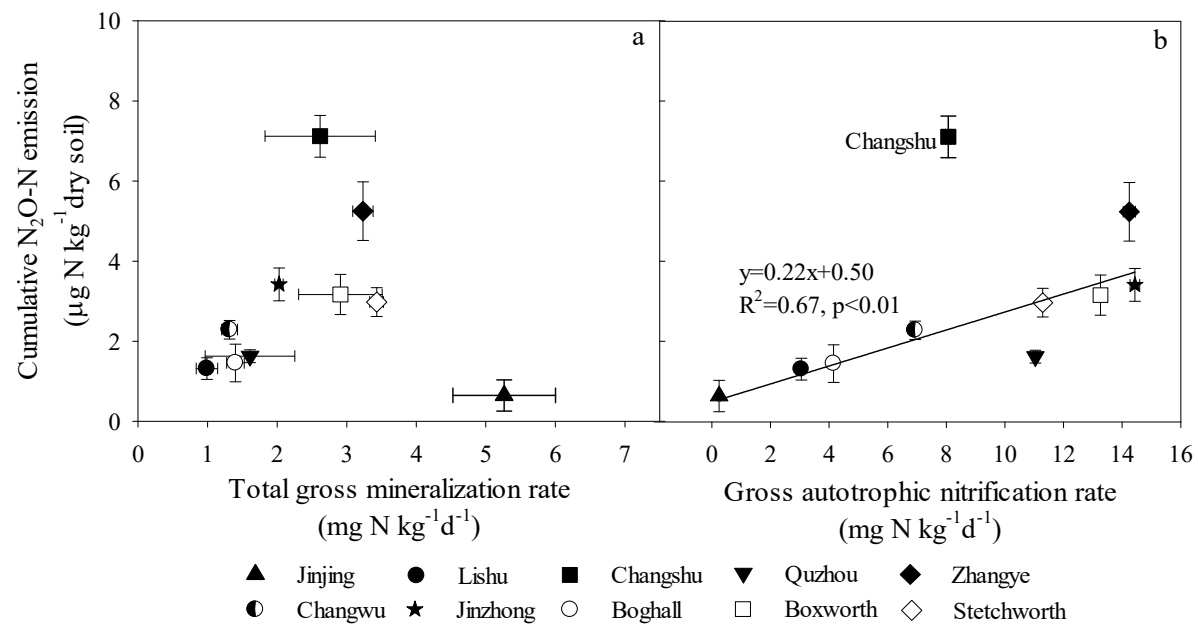 a
b
10
8
6
4
2
0
Cumulative N₂O-N emission
(μg N kg⁻¹ dry soil)
Changshu
y=0.22x+0.50
R²=0.67, p<0.01
0 1 2 3 4 5 6 7
0 2 4 6 8 10 12 14 16
Total gross mineralization rate
(mg N kg⁻¹d⁻¹)
Gross autotrophic nitrification rate
(mg N kg⁻¹d⁻¹)
Jinjing Lishu Changshu Quzhou Zhangye
Changwu Jinzhong Boghall Boxworth Stetchworth